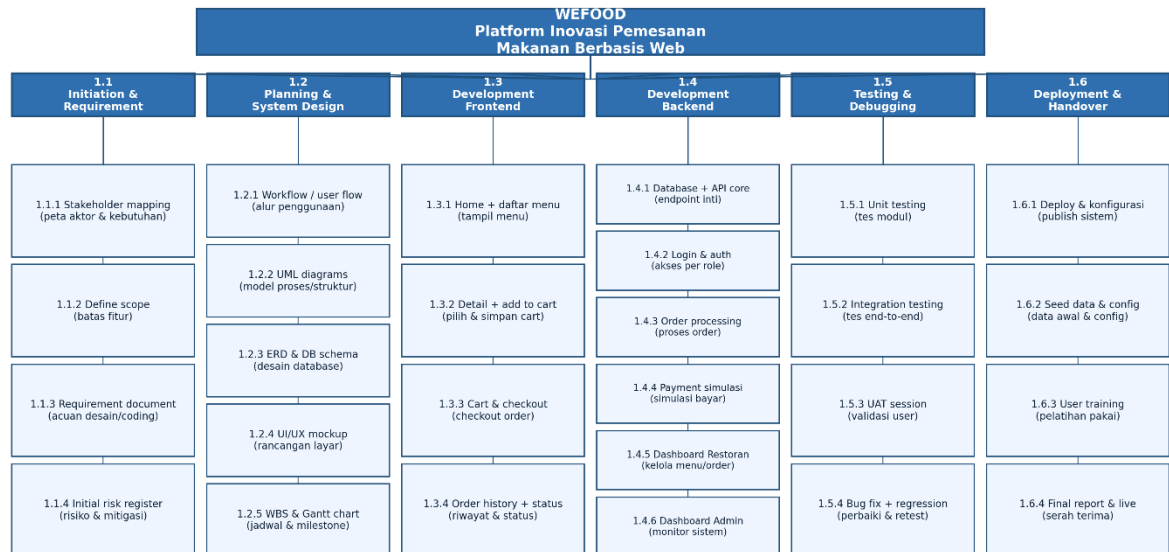 WEFOOD
Platform Inovasi Pemesanan
Makanan Berbasis Web
1.1
Initiation &
Requirement
1.1.1 Stakeholder mapping
(peta aktor & kebutuhan)
1.1.2 Define scope
(batas fitur)
1.1.3 Requirement document
(acuan desain/coding)
1.1.4 Initial risk register
(risiko & mitigasi)
1.2
Planning &
System Design
1.2.1 Workflow / user flow
(alur penggunaan)
1.2.2 UML diagrams
(model proses/struktur)
1.2.3 ERD & DB schema
(desain database)
1.2.4 UI/UX mockup
(rancangan layar)
1.2.5 WBS & Gantt chart
(jadwal & milestone)
1.3
Development
Frontend
1.3.1 Home + daftar menu
(tampil menu)
1.3.2 Detail + add to cart
(pilih & simpan cart)
1.3.3 Cart & checkout
(checkout order)
1.3.4 Order history + status
(riwayat & status)
1.4
Development
Backend
1.4.1 Database + API core
(endpoint inti)
1.4.2 Login & auth
(akses per role)
1.4.3 Order processing
(proses order)
1.4.4 Payment simulasi
(simulasi bayar)
1.4.5 Dashboard Restoran
(kelola menu/order)
1.4.6 Dashboard Admin
(monitor sistem)
1.5
Testing &
Debugging
1.5.1 Unit testing
(tes modul)
1.5.2 Integration testing
(tes end-to-end)
1.5.3 UAT session
(validasi user)
1.5.4 Bug fix + regression
(perbaiki & retest)
1.6
Deployment &
Handover
1.6.1 Deploy & konfigurasi
(publish sistem)
1.6.2 Seed data & config
(data awal & config)
1.6.3 User training
(pelatihan pakai)
1.6.4 Final report & live
(serah terima)